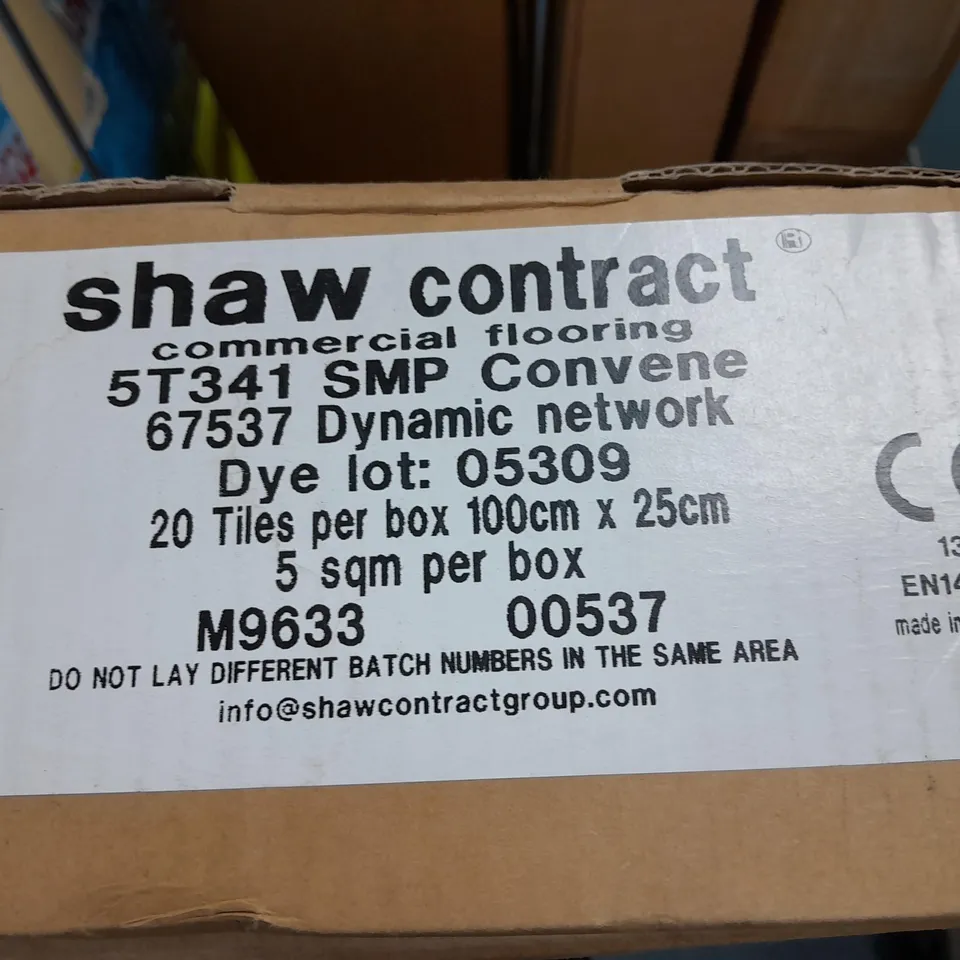 shaw contract ®
commercial flooring
5T341 SMP Convene
67537 Dynamic network
Dye lot: 05309
20 Tiles per box 100cm x 25cm
5 sqm per box
M9633 00537
DO NOT LAY DIFFERENT BATCH NUMBERS IN THE SAME AREA
info@shawcontractgroup.com
C
13
EN14
made in